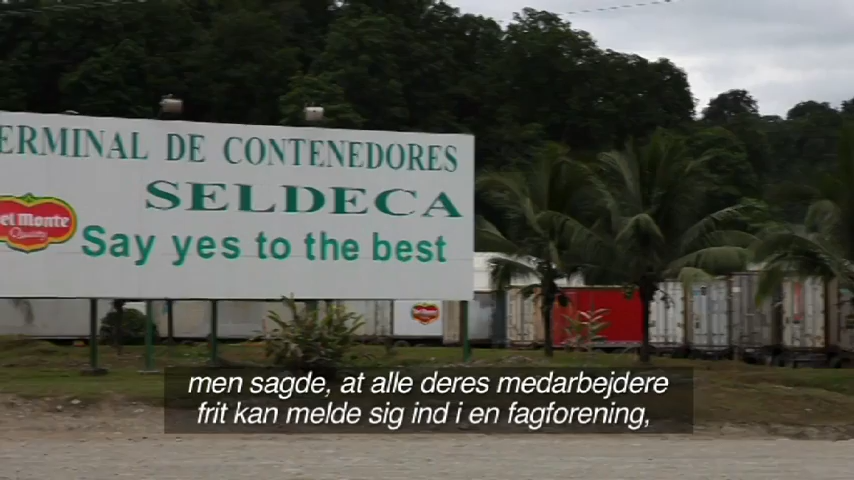 ERMINAL DE CONTENEDORES
SELDECA
el Monte
Quality
Say yes to the best
men sagde, at alle deres medarbejdere
frit kan melde sig ind i en fagforening,